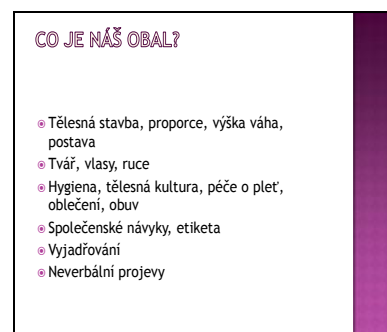 CO JE NÁŠ OBAL?
Tělesná stavba, proporce, výška váha,
postava
Tvář, vlasy, ruce
Hygiena, tělesná kultura, péče o pleť,
oblečení, obuv
Společenské návyky, etiketa
Vyjadřování
Neverbální projevy